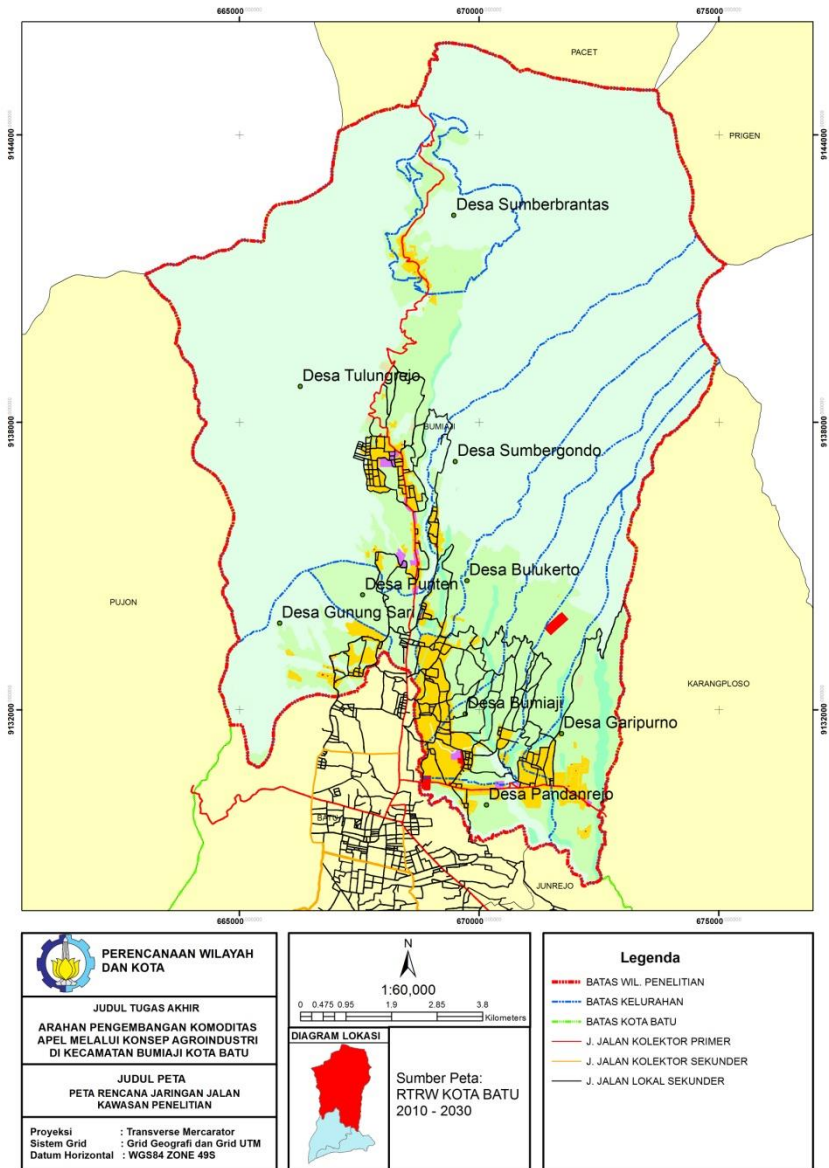 665000
670000
675000
PACET
9144000
9144000
PRIGEN
Desa Sumberbrantas
Desa Tulungrejo
9138000
BUMIAJI
9138000
Desa Sumbergondo
Desa Bulukerto
Desa Punten
PUJON
Desa Gunung Sari
KARANGPLOSO
9132000
Desa Bumiaji
9132000
Desa Garipurno
Desa Pandanrejo
BATU
JUNREJO
665000
670000
675000
PERENCANAAN WILAYAH
DAN KOTA
JUDUL TUGAS AKHIR
ARAHAN PENGEMBANGAN KOMODITAS
APEL MELALUI KONSEP AGROINDUSTRI
DI KECAMATAN BUMIAJI KOTA BATU
JUDUL PETA
PETA RENCANA JARINGAN JALAN
KAWASAN PENELITIAN
Proyeksi : Transverse Mercarator
Sistem Grid : Grid Geografi dan Grid UTM
Datum Horizontal : WGS84 ZONE 49S
N
1:60,000
0 0.475 0.95 1.9 2.85 3.8
Kilometers
DIAGRAM LOKASI
Sumber Peta:
RTRW KOTA BATU
2010 - 2030
Legenda
BATAS WIL. PENELITIAN
BATAS KELURAHAN
BATAS KOTA BATU
J. JALAN KOLEKTOR PRIMER
J. JALAN KOLEKTOR SEKUNDER
J. JALAN LOKAL SEKUNDER